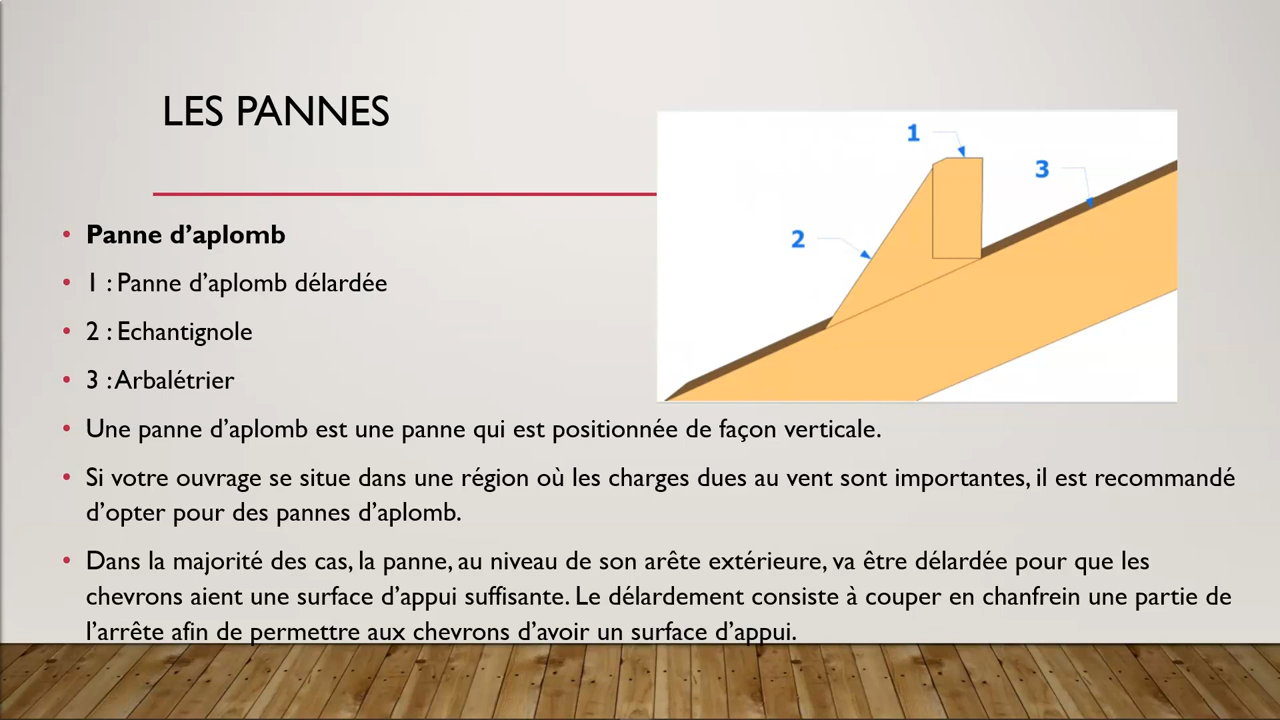 LES PANNES
1
3
2
• Panne d’aplomb
• 1 : Panne d’aplomb délardée
• 2 : Echantignole
• 3 : Arbalétrier
• Une panne d’aplomb est une panne qui est positionnée de façon verticale.
• Si votre ouvrage se situe dans une région où les charges dues au vent sont importantes, il est recommandé
d’opter pour des pannes d’aplomb.
• Dans la majorité des cas, la panne, au niveau de son arête extérieure, va être délardée pour que les
chevrons aient une surface d’appui suffisante. Le délardement consiste à couper en chanfrein une partie de
l’arrête afin de permettre aux chevrons d’avoir un surface d’appui.